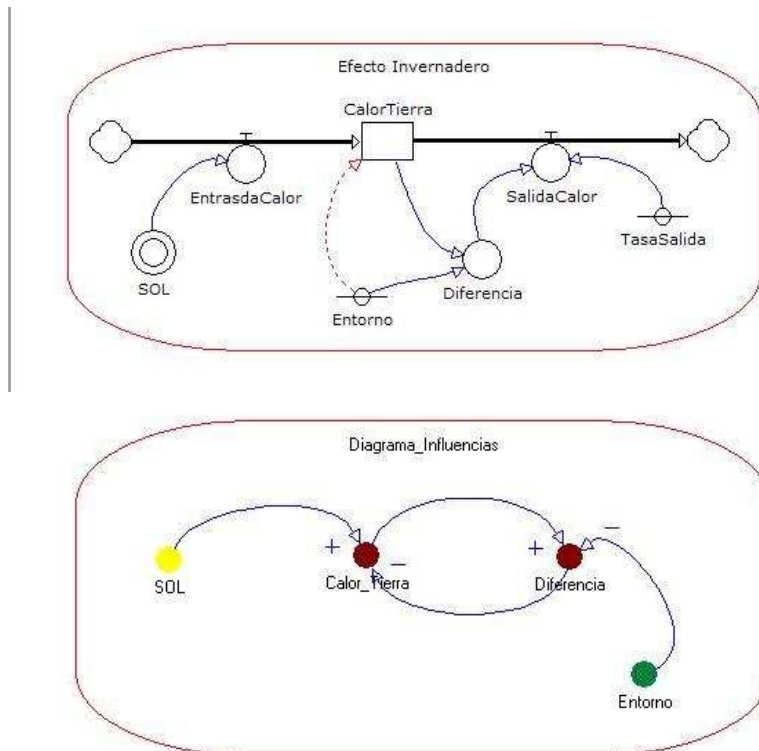 Efecto Invernadero
CalorTierra
EntrasdaCalor
SalidaCalor
TasaSalida
SOL
Diferencia
Entorno
Diagrama_Influencias
+
-
+
-
SOL
Calor_Tierra
Diferencia
Entorno